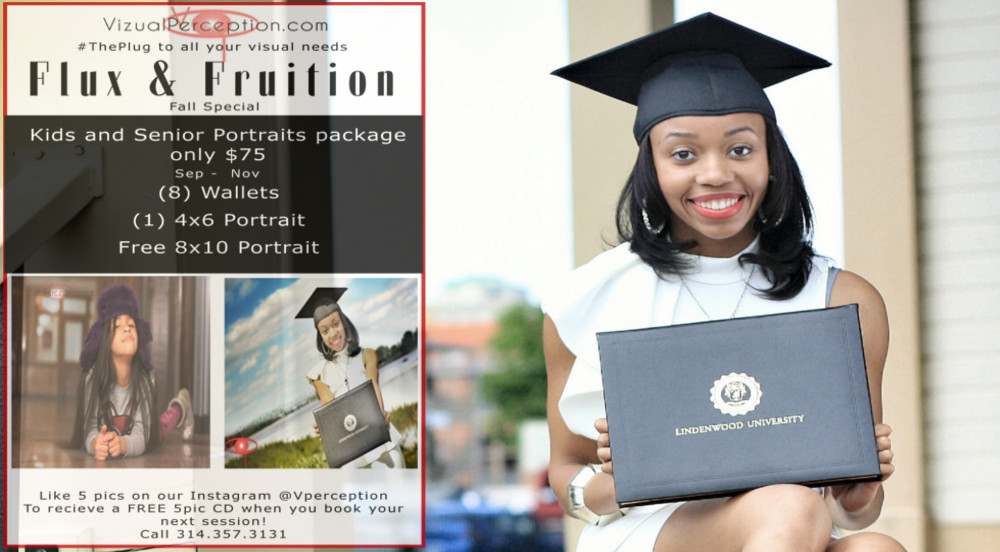 VizualPerception.com
#ThePlug to all your visual needs
Flux & Fruition
Fall Special
Kids and Senior Portraits package
only $75
Sep - Nov
(8) Wallets
(1) 4x6 Portrait
Free 8x10 Portrait
Like 5 pics on our Instagram @Vperception
To recieve a FREE 5pic CD when you book your
next session!
Call 314.357.3131
LINDENWOOD UNIVERSITY